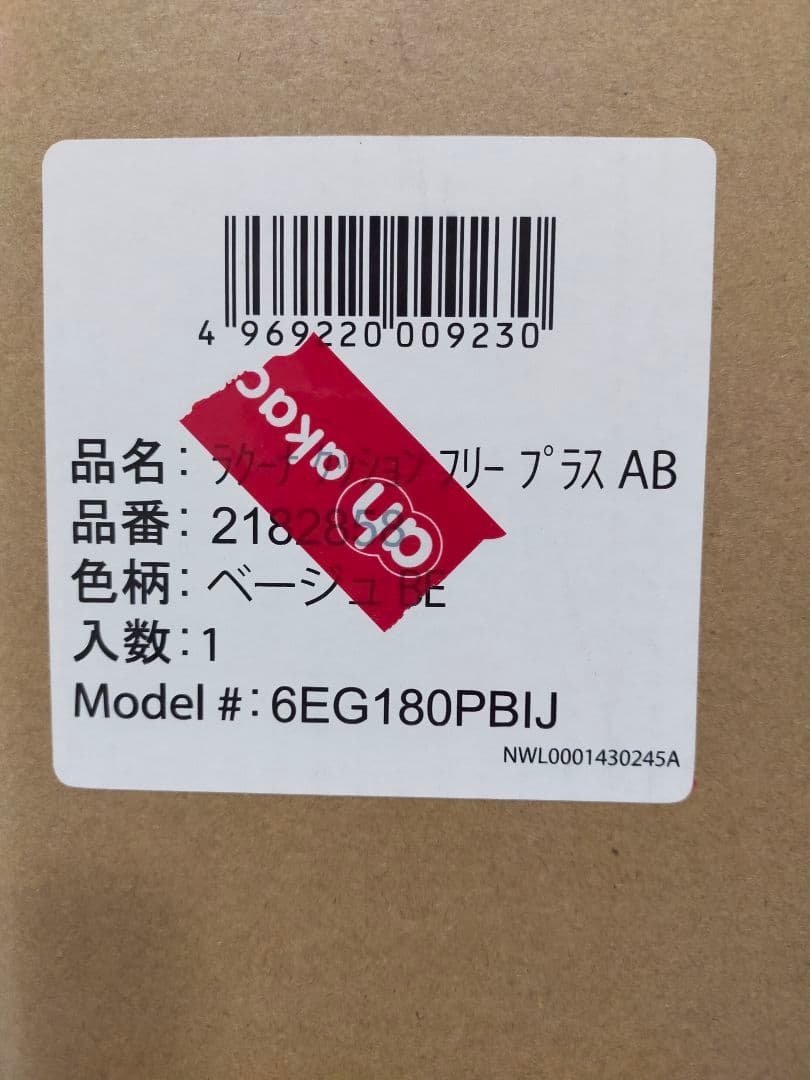 4 969220 009230
akac
an
品名: ラクーナ クッション フリー プラス AB
品番: 2182858
色柄: ベージュ BE
入数:1
Model #: 6EG180PBIJ
NWL0001430245A